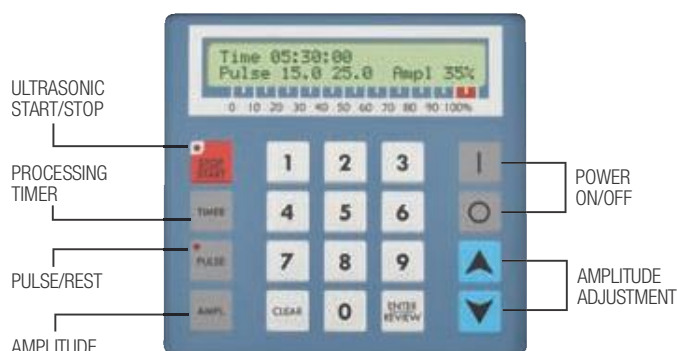 Time 05:30:00
Pulse 15.0 25.0 Ampl 35%
0 10 20 30 40 50 60 70 80 90 100%
ULTRASONIC
START/STOP
STOP
START
1 2 3
I
POWER
ON/OFF
PROCESSING
TIMER
TIMER
4 5 6
O
PULSE/REST
PULSE
7 8 9
AMPLITUDE
ADJUSTMENT
AMPLITUDE
AMPL
CLEAR
0
ENTER
REVIEW